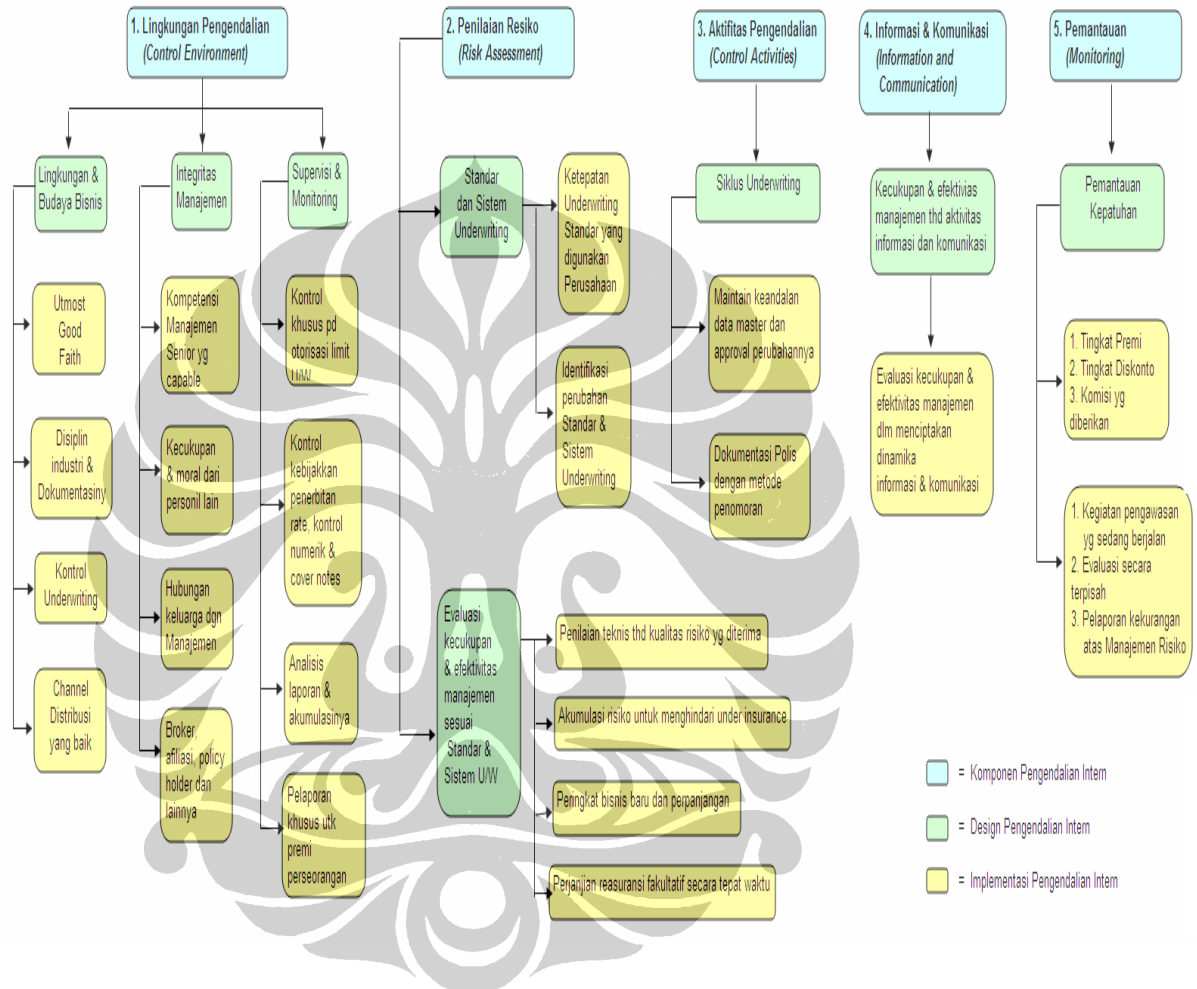 1. Lingkungan Pengendalian
(Control Environment)
2. Penilaian Resiko
(Risk Assessment)
3. Aktifitas Pengendalian
(Control Activities)
4. Informasi & Komunikasi
(Information and
Communication)
5. Pemantauan
(Monitoring)
Lingkungan &
Budaya Bisnis
Integritas
Manajemen
Supervisi &
Monitoring
Standar
dan Sistem
Underwriting
Ketepatan
Underwriting
Standar yang
digunakan
Perusahaan
Siklus Underwriting
Kecukupan & efektivias
manajemen thd aktivitas
informasi dan komunikasi
Pemantauan
Kepatuhan
Utmost
Good
Faith
Kompetensi
Manajemen
Senior yg
capable
Kontrol
khusus pd
otorisasi limit
U/W
Identifikasi
perubahan
Standar &
Sistem
Underwriting
Maintain keandalan
data master dan
approval perubahannya
Evaluasi kecukupan &
efektivitas manajemen
dlm menciptakan
dinamika
informasi & komunikasi
1. Tingkat Premi
2. Tingkat Diskonto
3. Komisi yg
diberikan
Disiplin
industri &
Dokumentasiny
Kecukupan
& moral dari
personil lain
Kontrol
kebijakkan
penerbitan
rate, kontrol
numerik &
cover notes
Dokumentasi Polis
dengan metode
penomoran
1. Kegiatan pengawasan
yg sedang berjalan
2. Evaluasi secara
terpisah
3. Pelaporan kekurangan
atas Manajemen Risiko
Kontrol
Underwriting
Hubungan
keluarga dgn
Manajemen
Analisis
laporan &
akumulasinya
Evaluasi
kecukupan
& efektivitas
manajemen
sesuai
Standar &
Sistem U/W
Penilaian teknis thd kualitas risiko yg diterima
Akumulasi risiko untuk menghindari under insurance
Peringkat bisnis baru dan perpanjangan
Perjanjian reasuransi fakultatif secara tepat waktu
Channel
Distribusi
yang baik
Broker,
afiliasi, policy
holder dan
lainnya
Pelaporan
khusus utk
premi
perseorangan
= Komponen Pengendalian Intern
= Design Pengendalian Intern
= Implementasi Pengendalian Intern